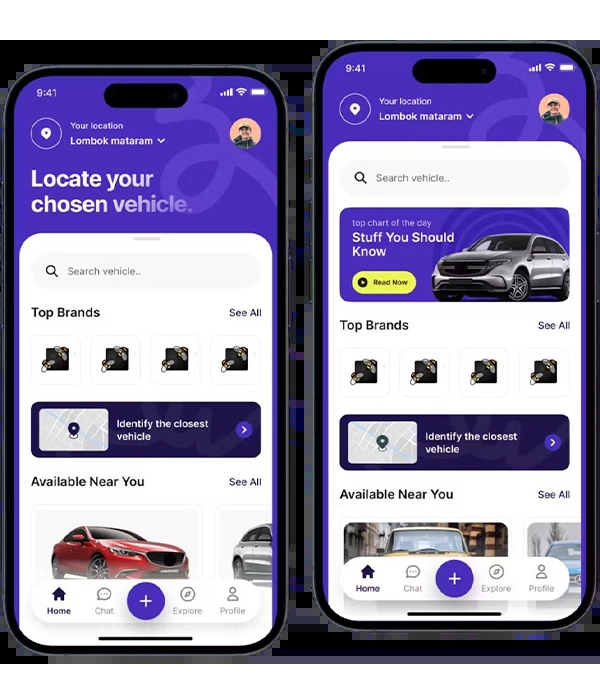 9:41
Your location
Lombok mataram
Locate your
chosen vehicle.
Search vehicle..
Top Brands
See All
Identify the closest
vehicle
Available Near You
See All
Home
Chat
Explore
Profile
9:41
Your location
Lombok mataram
Search vehicle..
top chart of the day
Stuff You Should
Know
Read Now
Top Brands
See All
Identify the closest
vehicle
Available Near You
See All
Home
Chat
Explore
Profile